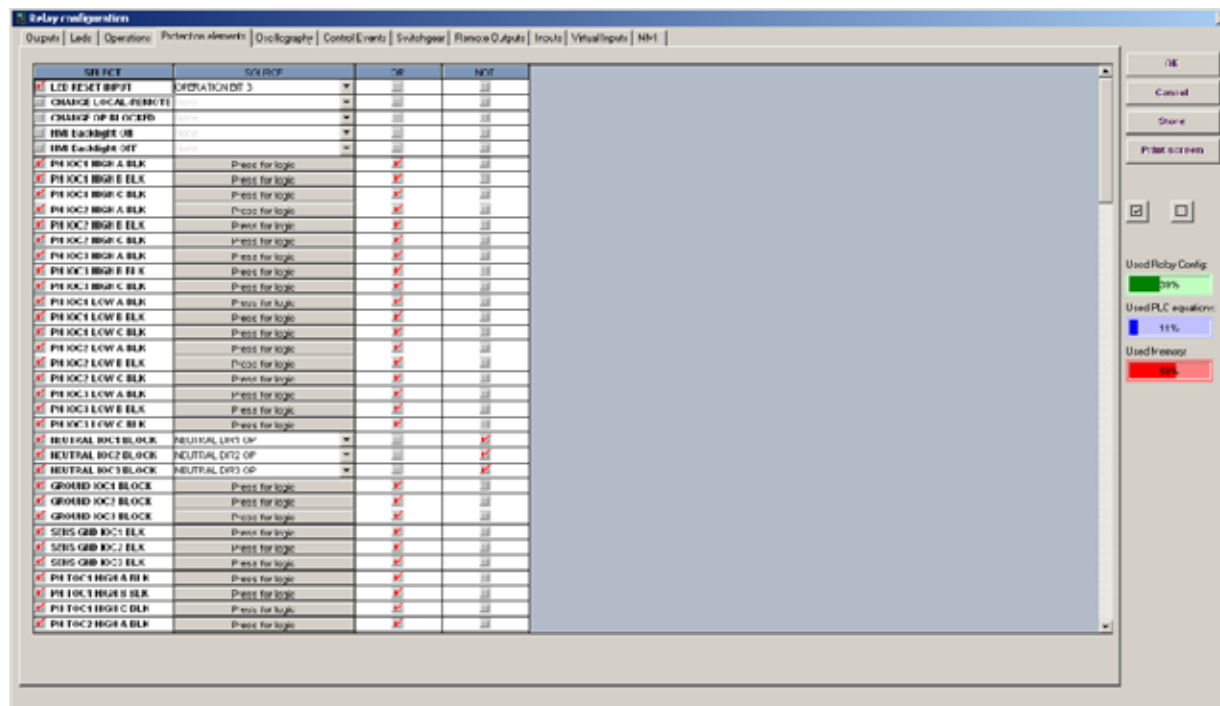 Relay configuration
Outputs Leds Operations Protection elements Oscillography Control Events Switchgear Remote Outputs Inputs Virtual Inputs
SELECT SOURCE OR NOT
LED RESET INPUT OPERATION BIT 3
CHANGE LOCAL-REMOTE None
CHANGE OP BLOCKED None
HMI Backlight ON None
HMI Backlight OFF None
PH IOC1 HIGH A BLK Press for logic
PH IOC1 HIGH B BLK Press for logic
PH IOC1 HIGH C BLK Press for logic
PH IOC2 HIGH A BLK Press for logic
PH IOC2 HIGH B BLK Press for logic
PH IOC2 HIGH C BLK Press for logic
PH IOC3 HIGH A BLK Press for logic
PH IOC3 HIGH B BLK Press for logic
PH IOC3 HIGH C BLK Press for logic
PH IOC1 LOW A BLK Press for logic
PH IOC1 LOW B BLK Press for logic
PH IOC1 LOW C BLK Press for logic
PH IOC2 LOW A BLK Press for logic
PH IOC2 LOW B BLK Press for logic
PH IOC2 LOW C BLK Press for logic
PH IOC3 LOW A BLK Press for logic
PH IOC3 LOW B BLK Press for logic
PH IOC3 LOW C BLK Press for logic
NEUTRAL IOC1 BLOCK NEUTRAL DIR1 OP
NEUTRAL IOC2 BLOCK NEUTRAL DIR2 OP
NEUTRAL IOC3 BLOCK NEUTRAL DIR3 OP
GROUND IOC1 BLOCK Press for logic
GROUND IOC2 BLOCK Press for logic
GROUND IOC3 BLOCK Press for logic
SENS GND IOC1 BLK Press for logic
SENS GND IOC2 BLK Press for logic
SENS GND IOC3 BLK Press for logic
PH TOC1 HIGH A BLK Press for logic
PH TOC1 HIGH B BLK Press for logic
PH TOC1 HIGH C BLK Press for logic
PH TOC2 HIGH A BLK Press for logic
OK
Cancel
Store
Print screen
Used Relay Config:
39%
Used PLC equations:
11%
Used Memory: